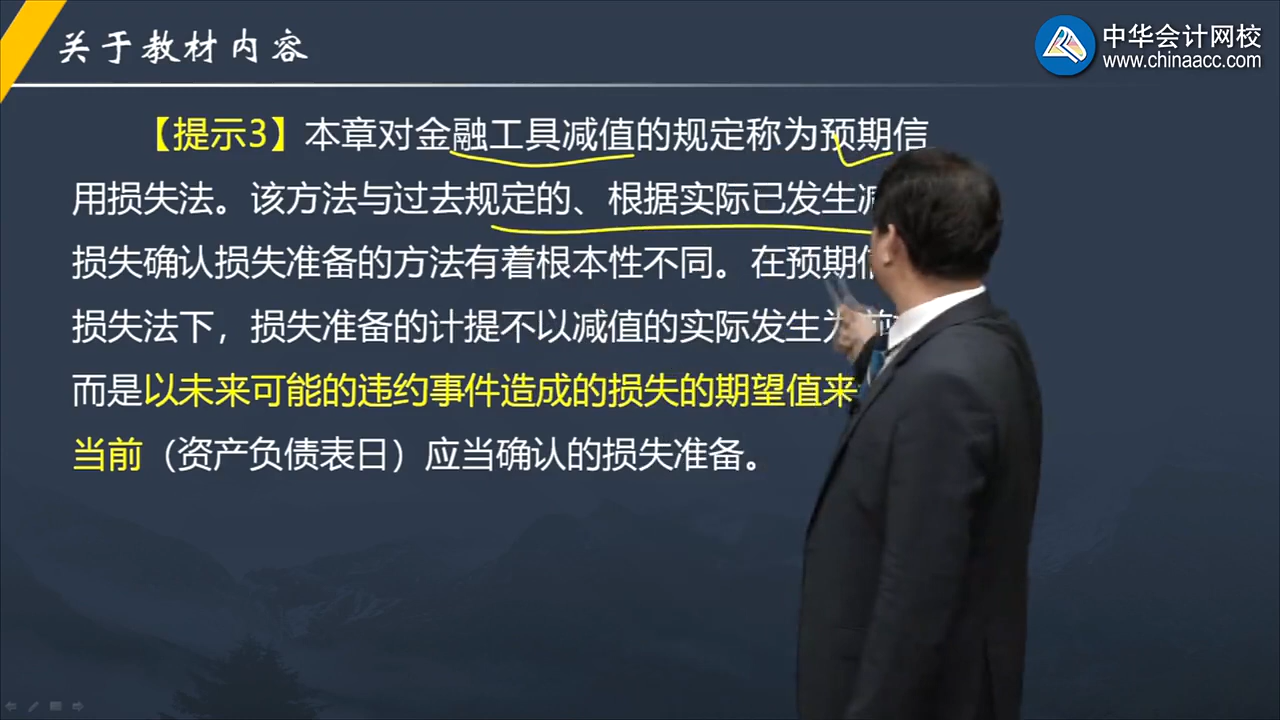 关于教材内容
中华会计网校
www.chinaacc.com
【提示3】本章对金融工具减值的规定称为预期信
用损失法。该方法与过去规定的、根据实际已发生减
损失确认损失准备的方法有着根本性不同。在预期信
损失法下，损失准备的计提不以减值的实际发生为前
而是以未来可能的违约事件造成的损失的期望值来
当前（资产负债表日）应当确认的损失准备。